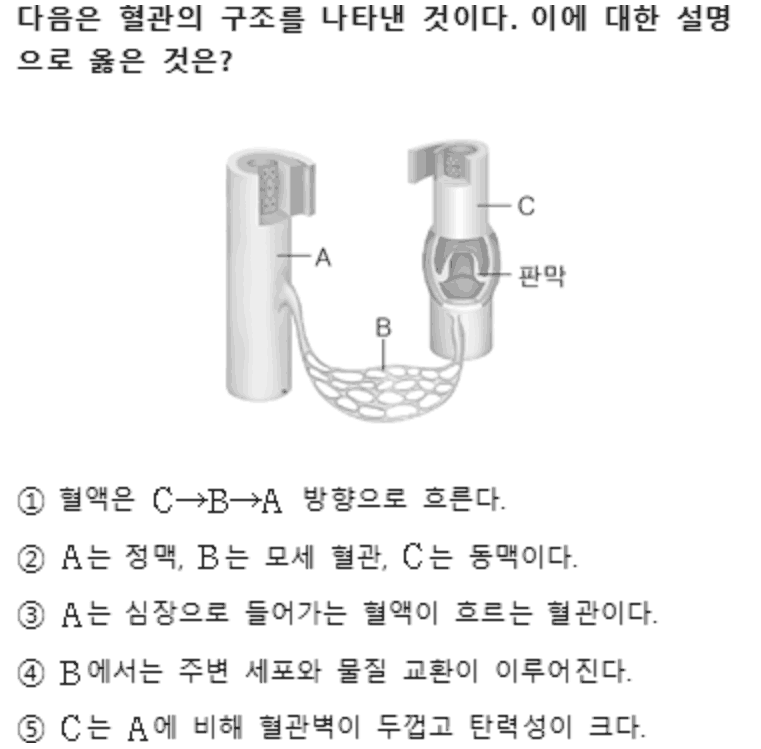 다음은 혈관의 구조를 나타낸 것이다. 이에 대한 설명
으로 옳은 것은?
C
A
판막
B
① 혈액은 C→B→A 방향으로 흐른다.
② A는 정맥, B는 모세 혈관, C는 동맥이다.
③ A는 심장으로 들어가는 혈액이 흐르는 혈관이다.
④ B에서는 주변 세포와 물질 교환이 이루어진다.
⑤ C는 A에 비해 혈관벽이 두껍고 탄력성이 크다.